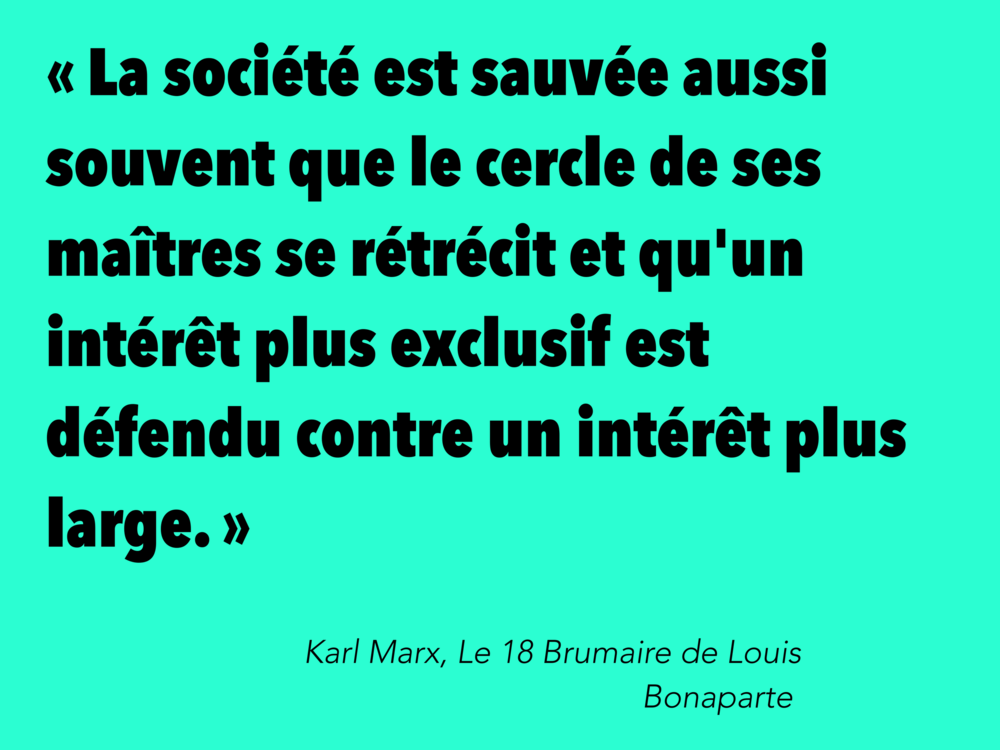 « La société est sauvée aussi
souvent que le cercle de ses
maîtres se rétrécit et qu'un
intérêt plus exclusif est
défendu contre un intérêt plus
large. »
Karl Marx, Le 18 Brumaire de Louis
Bonaparte